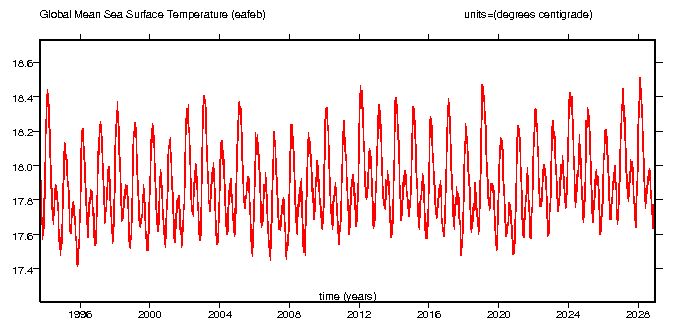 Global Mean Sea Surface Temperature (eafeb) units=(degrees centigrade)
18.6
18.4
18.2
18.0
17.8
17.6
17.4
time (years)
1996 2000 2004 2008 2012 2016 2020 2024 2028